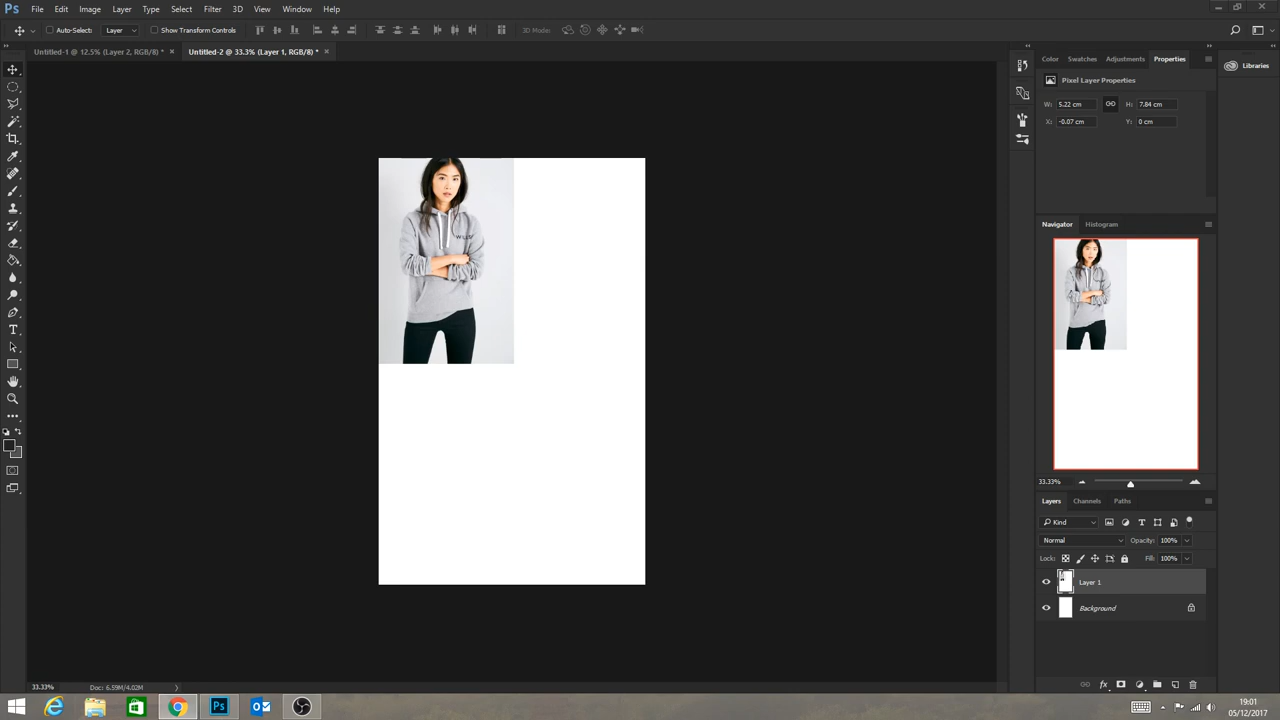 Ps File Edit Image Layer Type Select Filter 3D View Window Help
Auto-Select: Layer Show Transform Controls 3D Mode:
Untitled-1 @ 12.5% (Layer 2, RGB/8) * × Untitled-2 @ 33.3% (Layer 1, RGB/8) * ×
Color Swatches Adjustments Properties
Libraries
Pixel Layer Properties
W: 5.22 cm H: 7.84 cm
X: -0.07 cm Y: 0 cm
Navigator Histogram
33.33%
Layers Channels Paths
Kind
Normal Opacity: 100%
Lock: Fill: 100%
Layer 1
Background
33.33% Doc: 6.59M/4.02M
19:01
05/12/2017